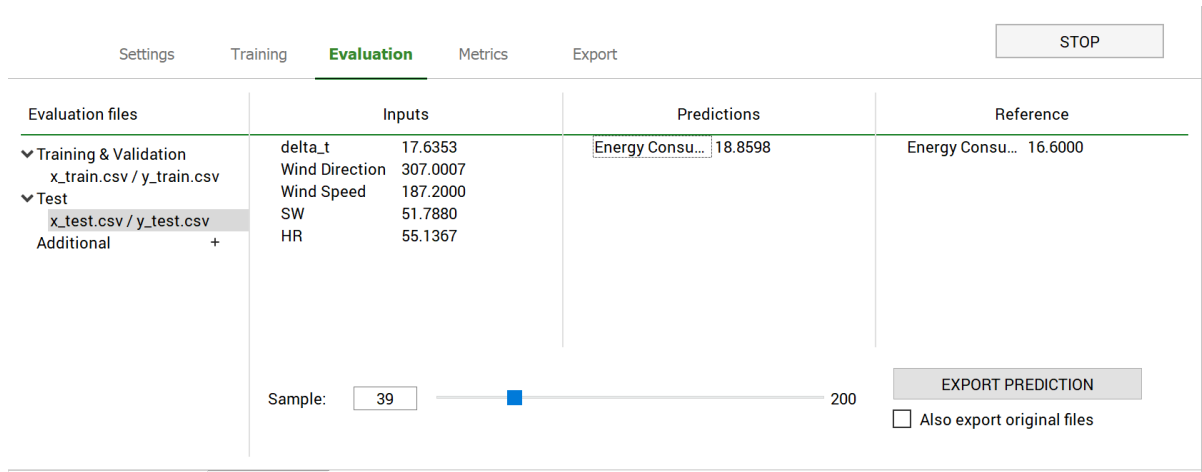 STOP
Settings Training Evaluation Metrics Export
Evaluation files Inputs Predictions Reference
Training & Validation
x_train.csv / y_train.csv
Test
x_test.csv / y_test.csv
Additional +
delta_t 17.6353
Wind Direction 307.0007
Wind Speed 187.2000
SW 51.7880
HR 55.1367
Energy Consu... 18.8598
Energy Consu... 16.6000
Sample: 39 200
EXPORT PREDICTION
Also export original files